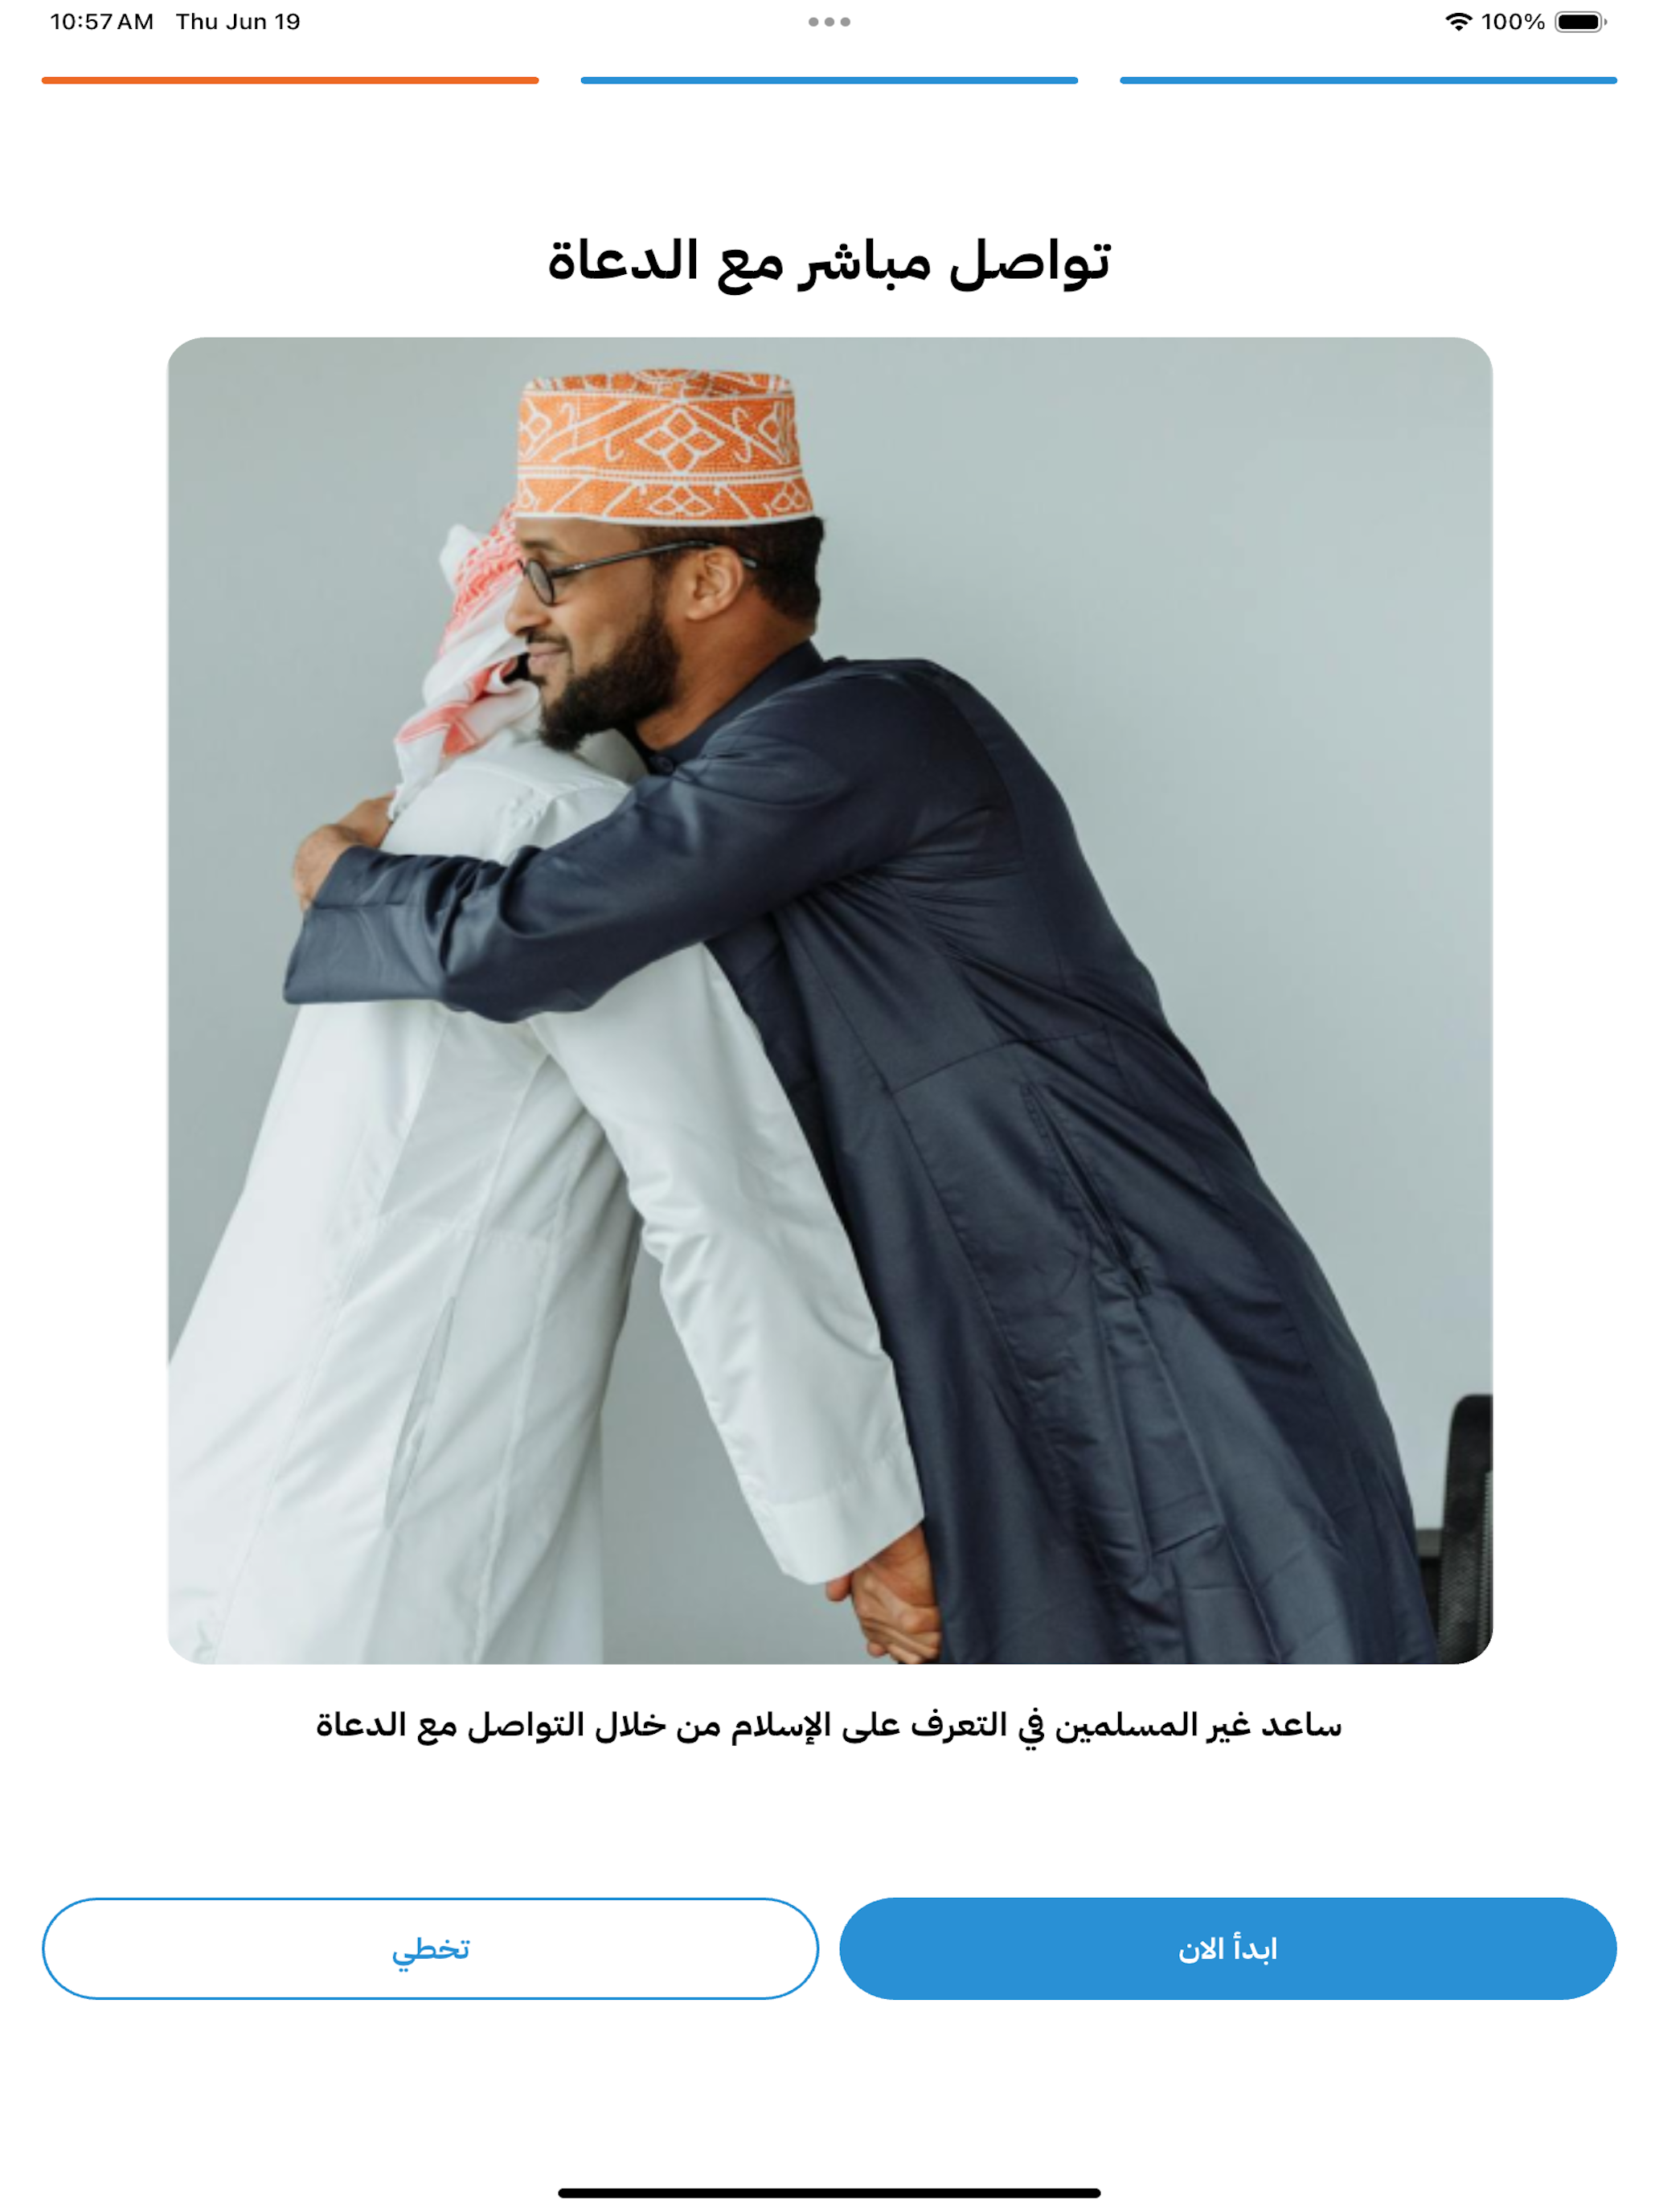 10:57 AM Thu Jun 19
100%
تواصل مباشر مع الدعاة
ساعد غير المسلمين في التعرف على الإسلام من خلال التواصل مع الدعاة
ابدأ الان
تخطي